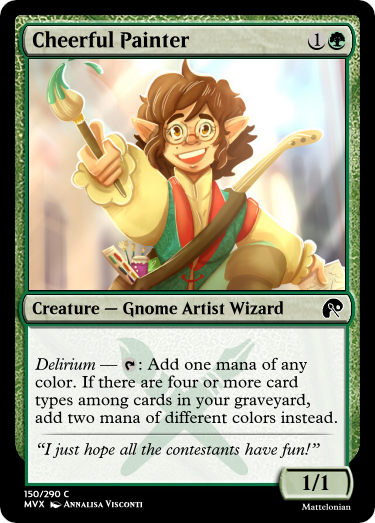 Cheerful Painter 1
Creature — Gnome Artist Wizard
Delirium — : Add one mana of any
color. If there are four or more card
types among cards in your graveyard,
add two mana of different colors instead.
“I just hope all the contestants have fun!”
1/1
150/290 C
MVX Annalisa Visconti
Mattelonian